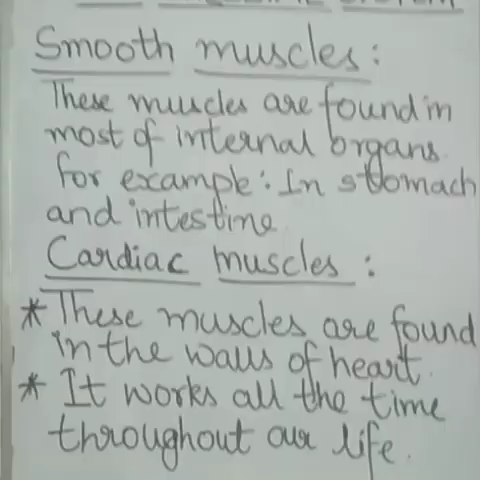 SYSTEM
Smooth muscles:
These muscles are found in
most of internal organs.
for example: In stomach
and intestine
Cardiac muscles:
* These muscles are found
in the walls of heart.
* It works all the time
throughout our life.